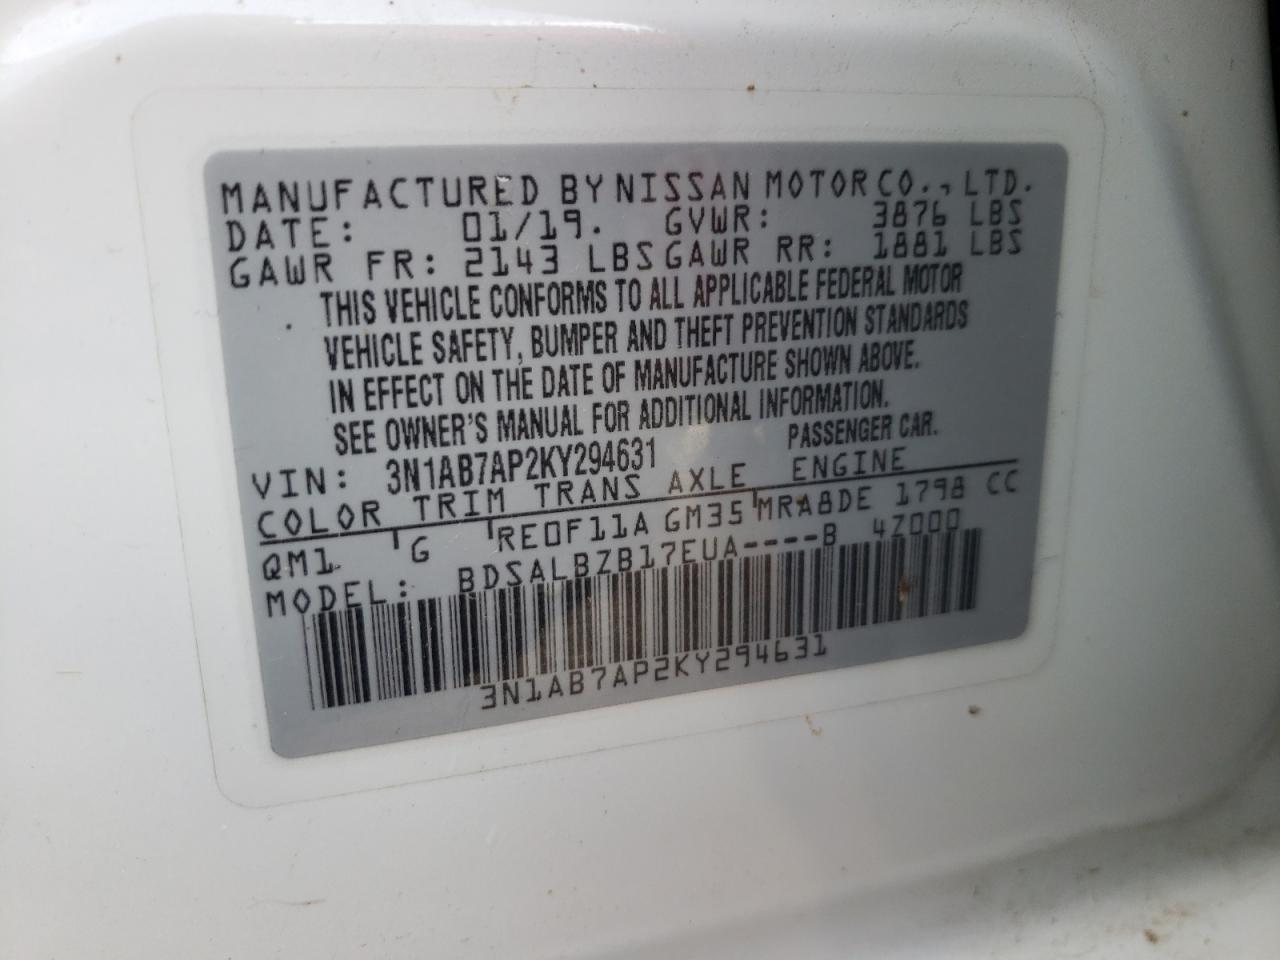 MANUFACTURED BY NISSAN MOTOR CO., LTD.
DATE: 01/19. GVWR: 3876 LBS
GAWR FR: 2143 LBS GAWR RR: 1881 LBS
THIS VEHICLE CONFORMS TO ALL APPLICABLE FEDERAL MOTOR
VEHICLE SAFETY, BUMPER AND THEFT PREVENTION STANDARDS
IN EFFECT ON THE DATE OF MANUFACTURE SHOWN ABOVE.
SEE OWNER'S MANUAL FOR ADDITIONAL INFORMATION.
VIN: 3N1AB7AP2KY294631 PASSENGER CAR.
COLOR TRIM TRANS AXLE ENGINE
QM1 G RE0F11A GM35 MRA8DE 1798 CC
MODEL: BDSALBZB17EUA----B 4Z000
3N1AB7AP2KY294631